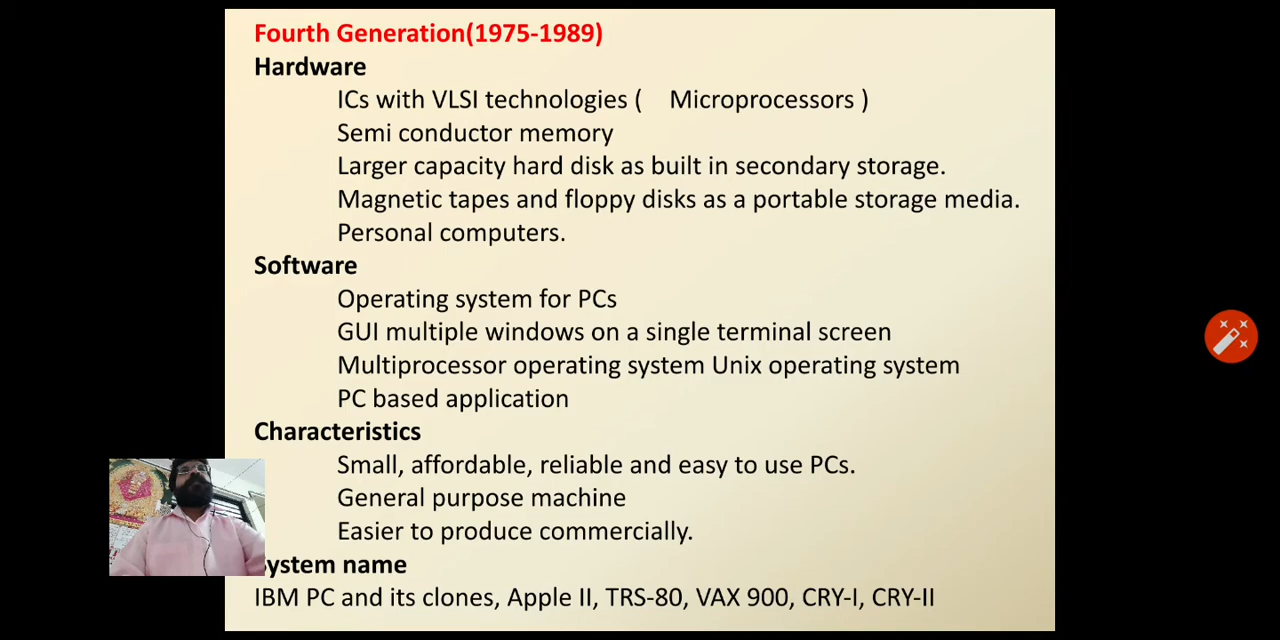 Fourth Generation(1975-1989)
Hardware
ICs with VLSI technologies ( Microprocessors )
Semi conductor memory
Larger capacity hard disk as built in secondary storage.
Magnetic tapes and floppy disks as a portable storage media.
Personal computers.
Software
Operating system for PCs
GUI multiple windows on a single terminal screen
Multiprocessor operating system Unix operating system
PC based application
Characteristics
Small, affordable, reliable and easy to use PCs.
General purpose machine
Easier to produce commercially.
System name
IBM PC and its clones, Apple II, TRS-80, VAX 900, CRY-I, CRY-II